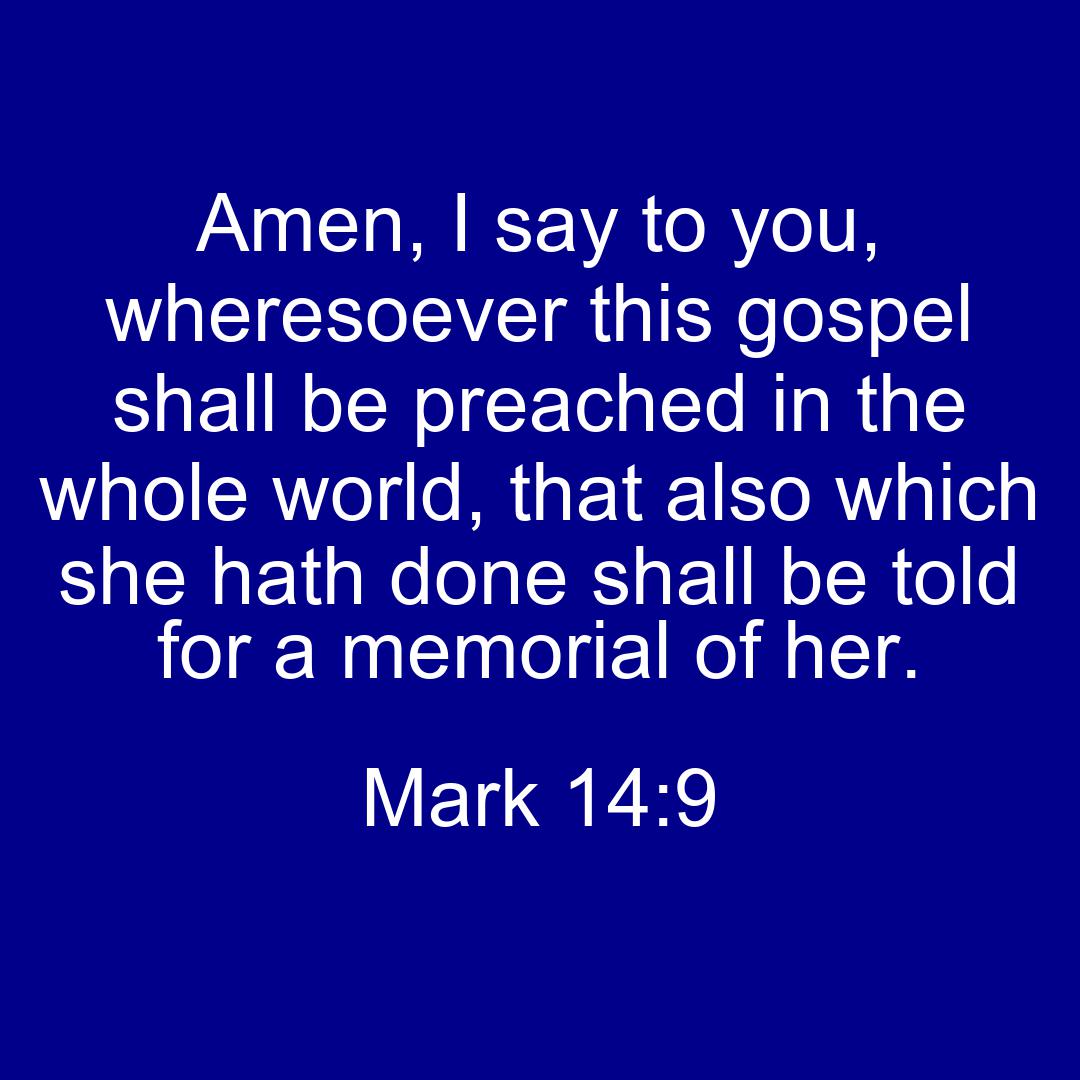 Amen, I say to you,
wheresoever this gospel
shall be preached in the
whole world, that also which
she hath done shall be told
for a memorial of her.
Mark 14:9